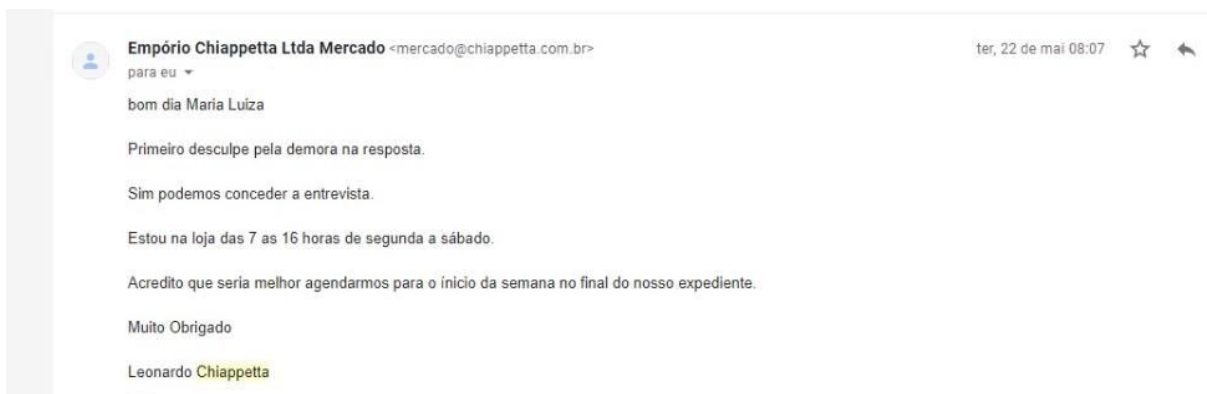 Empório Chiappetta Ltda Mercado <mercado@chiappetta.com.br> ter, 22 de mai 08:07
para eu
bom dia Maria Luiza
Primeiro desculpe pela demora na resposta.
Sim podemos conceder a entrevista.
Estou na loja das 7 as 16 horas de segunda a sábado.
Acredito que seria melhor agendarmos para o ínicio da semana no final do nosso expediente.
Muito Obrigado
Leonardo Chiappetta